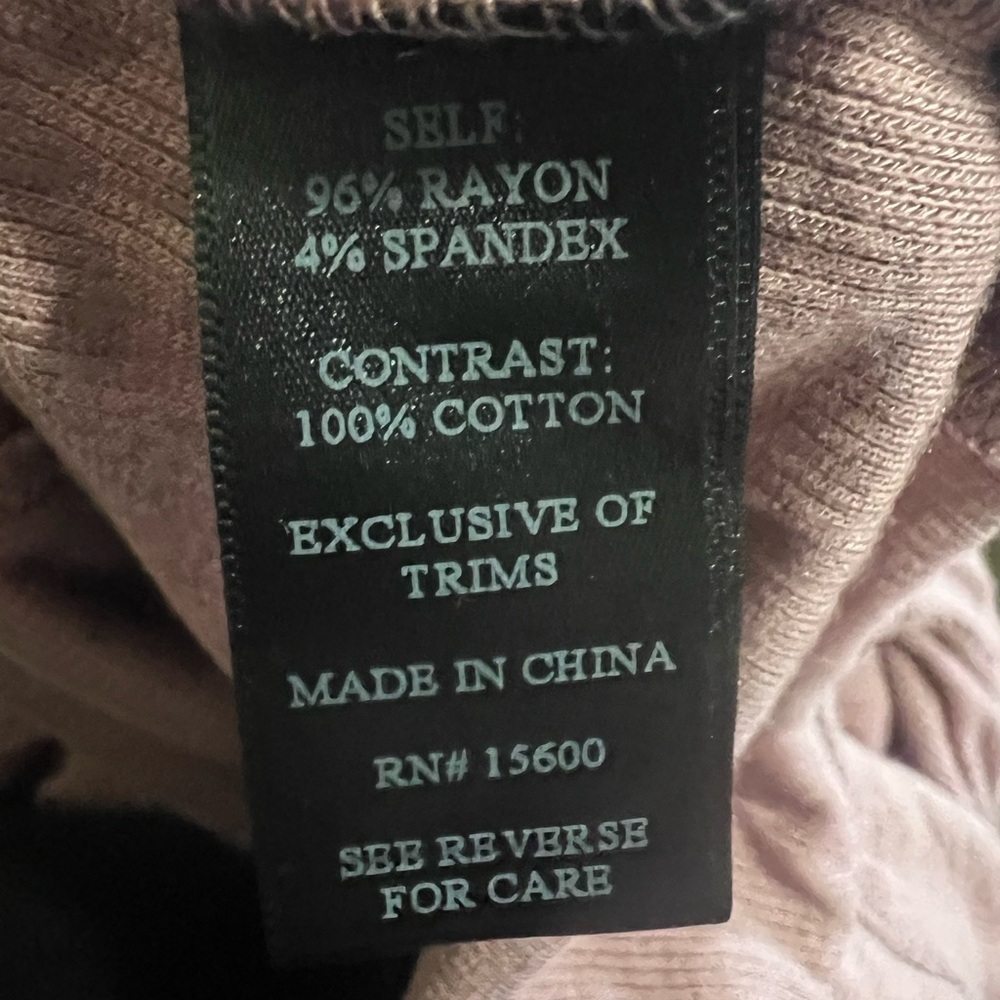 SELF:
96% RAYON
4% SPANDEX
CONTRAST:
100% COTTON
EXCLUSIVE OF
TRIMS
MADE IN CHINA
RN# 15600
SEE REVERSE
FOR CARE